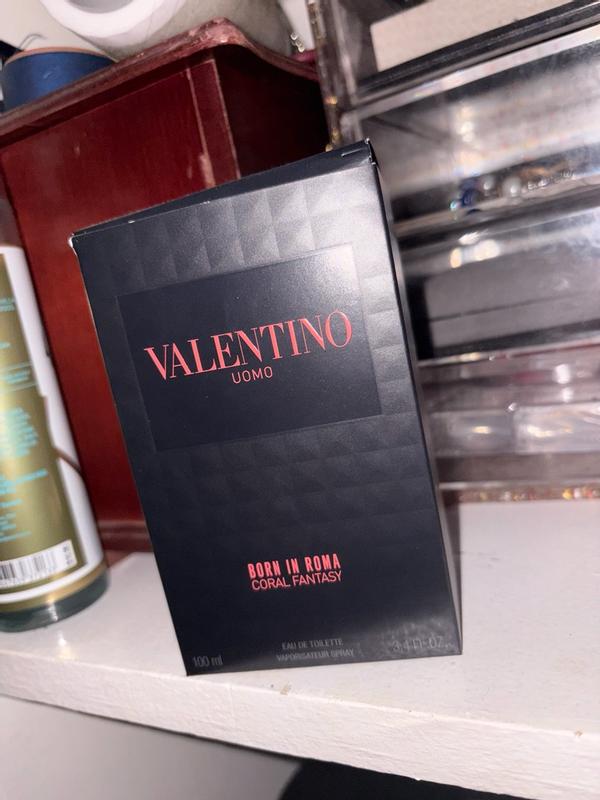 VALENTINO
UOMO
BORN IN ROMA
CORAL FANTASY
EAU DE TOILETTE
VAPORISATEUR SPRAY
100 ml
3.4 FL. OZ.